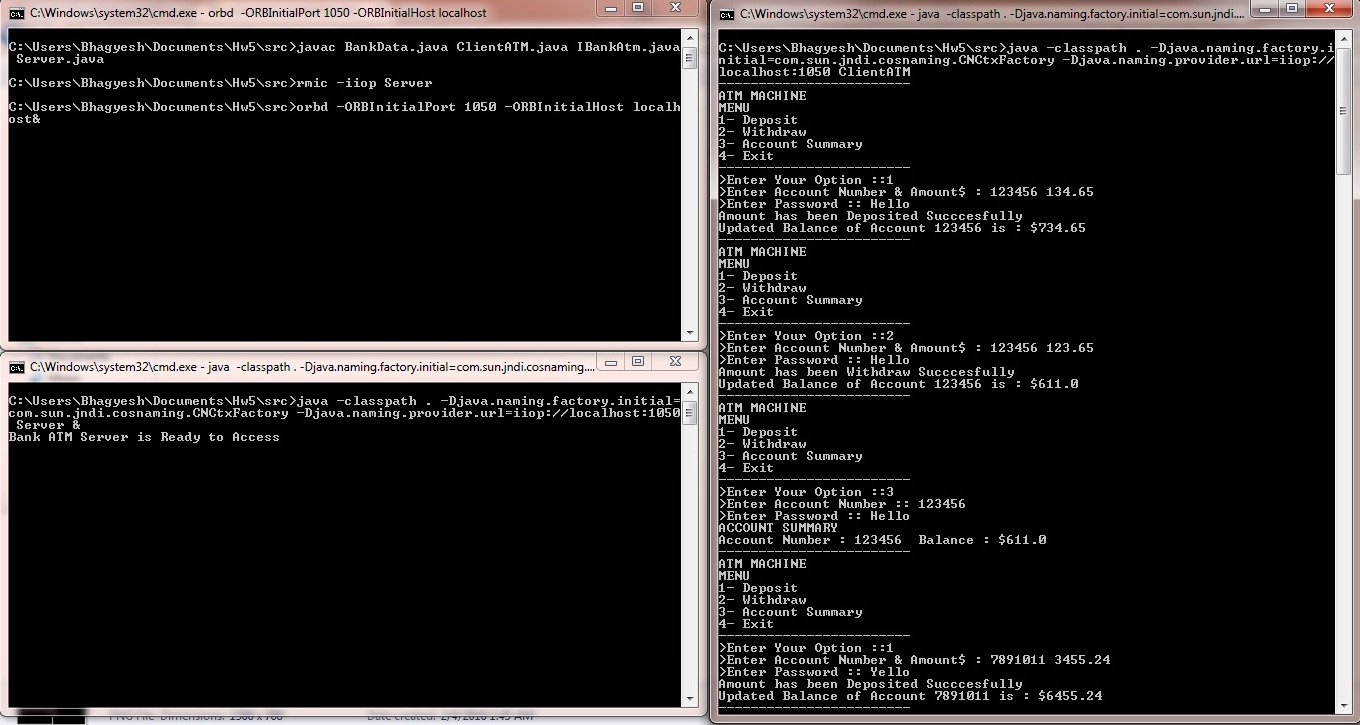 C:\Windows\system32\cmd.exe - orbd -ORBInitialPort 1050 -ORBInitialHost localhost
C:\Users\Bhagyesh\Documents\Hw5\src>javac BankData.java ClientATM.java IBankAtm.java
Server.java
C:\Users\Bhagyesh\Documents\Hw5\src>rmic -iiop Server
C:\Users\Bhagyesh\Documents\Hw5\src>orbd -ORBInitialPort 1050 -ORBInitialHost localh
ost&
C:\Windows\system32\cmd.exe - java -classpath . -Djava.naming.factory.initial=com.sun.jndi.cosnaming....
C:\Users\Bhagyesh\Documents\Hw5\src>java -classpath . -Djava.naming.factory.initial=
com.sun.jndi.cosnaming.CNCtxFactory -Djava.naming.provider.url=iiop://localhost:1050
Server &
Bank ATM Server is Ready to Access
C:\Windows\system32\cmd.exe - java -classpath . -Djava.naming.factory.initial=com.sun.jndi....
C:\Users\Bhagyesh\Documents\Hw5\src>java -classpath . -Djava.naming.factory.i
nitial=com.sun.jndi.cosnaming.CNCtxFactory -Djava.naming.provider.url=iiop://
localhost:1050 ClientATM
------------------------
ATM MACHINE
MENU
1- Deposit
2- Withdraw
3- Account Summary
4- Exit
------------------------
>Enter Your Option ::1
>Enter Account Number & Amount$ : 123456 134.65
>Enter Password :: Hello
Amount has been Deposited Succcesfully
Updated Balance of Account 123456 is : $734.65
------------------------
ATM MACHINE
MENU
1- Deposit
2- Withdraw
3- Account Summary
4- Exit
------------------------
>Enter Your Option ::2
>Enter Account Number & Amount$ : 123456 123.65
>Enter Password :: Hello
Amount has been Withdraw Succcesfully
Updated Balance of Account 123456 is : $611.0
------------------------
ATM MACHINE
MENU
1- Deposit
2- Withdraw
3- Account Summary
4- Exit
------------------------
>Enter Your Option ::3
>Enter Account Number :: 123456
>Enter Password :: Hello
ACCOUNT SUMMARY
Account Number : 123456  Balance : $611.0
------------------------
ATM MACHINE
MENU
1- Deposit
2- Withdraw
3- Account Summary
4- Exit
------------------------
>Enter Your Option ::1
>Enter Account Number & Amount$ : 7891011 3455.24
>Enter Password :: Yello
Amount has been Deposited Succcesfully
Updated Balance of Account 7891011 is : $6455.24
------------------------